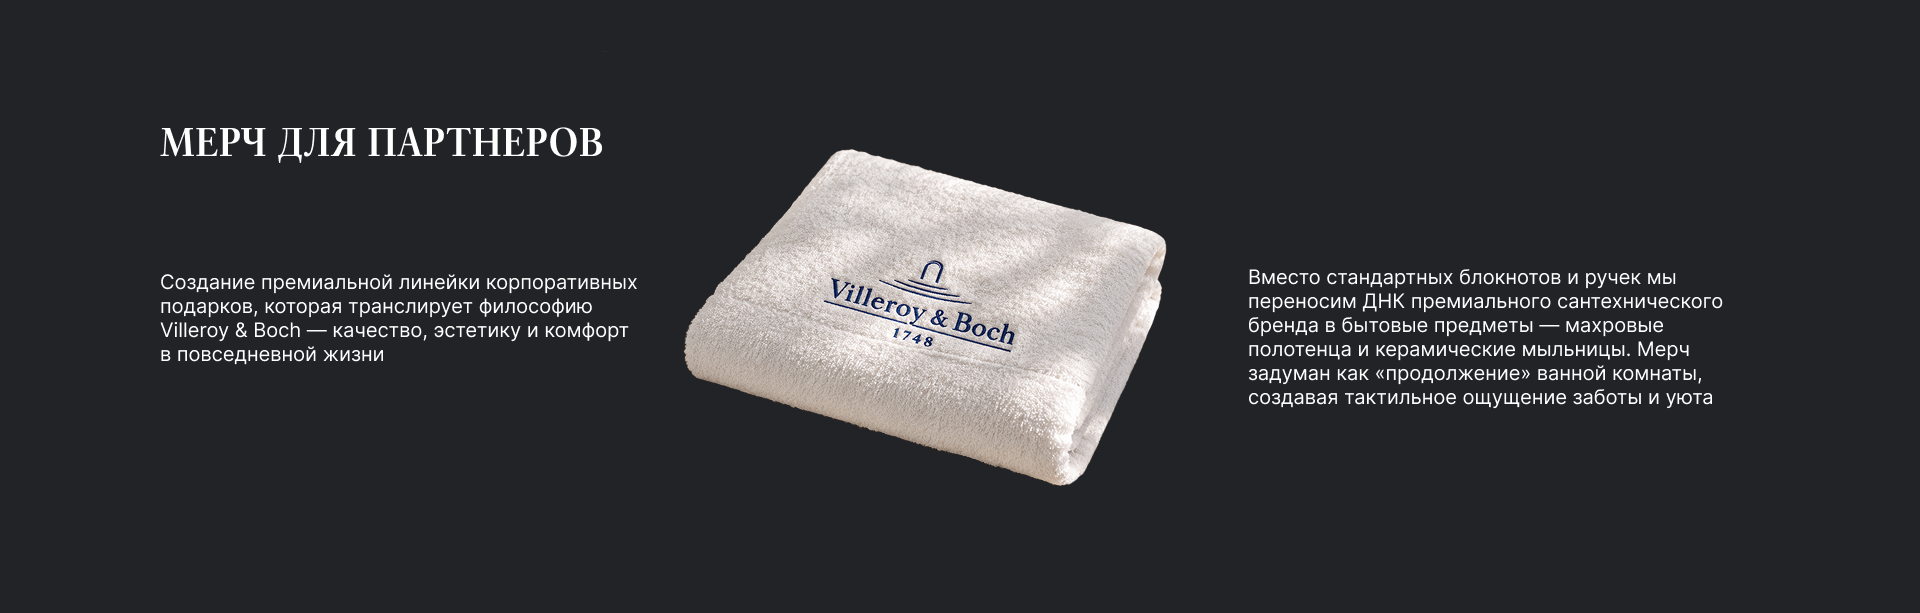 МЕРЧ ДЛЯ ПАРТНЕРОВ
Создание премиальной линейки корпоративных
подарков, которая транслирует философию
Villeroy & Boch — качество, эстетику и комфорт
в повседневной жизни
Villeroy & Boch
1748
Вместо стандартных блокнотов и ручек мы
переносим ДНК премиального сантехнического
бренда в бытовые предметы — махровые
полотенца и керамические мыльницы. Мерч
задуман как «продолжение» ванной комнаты,
создавая тактильное ощущение заботы и уюта